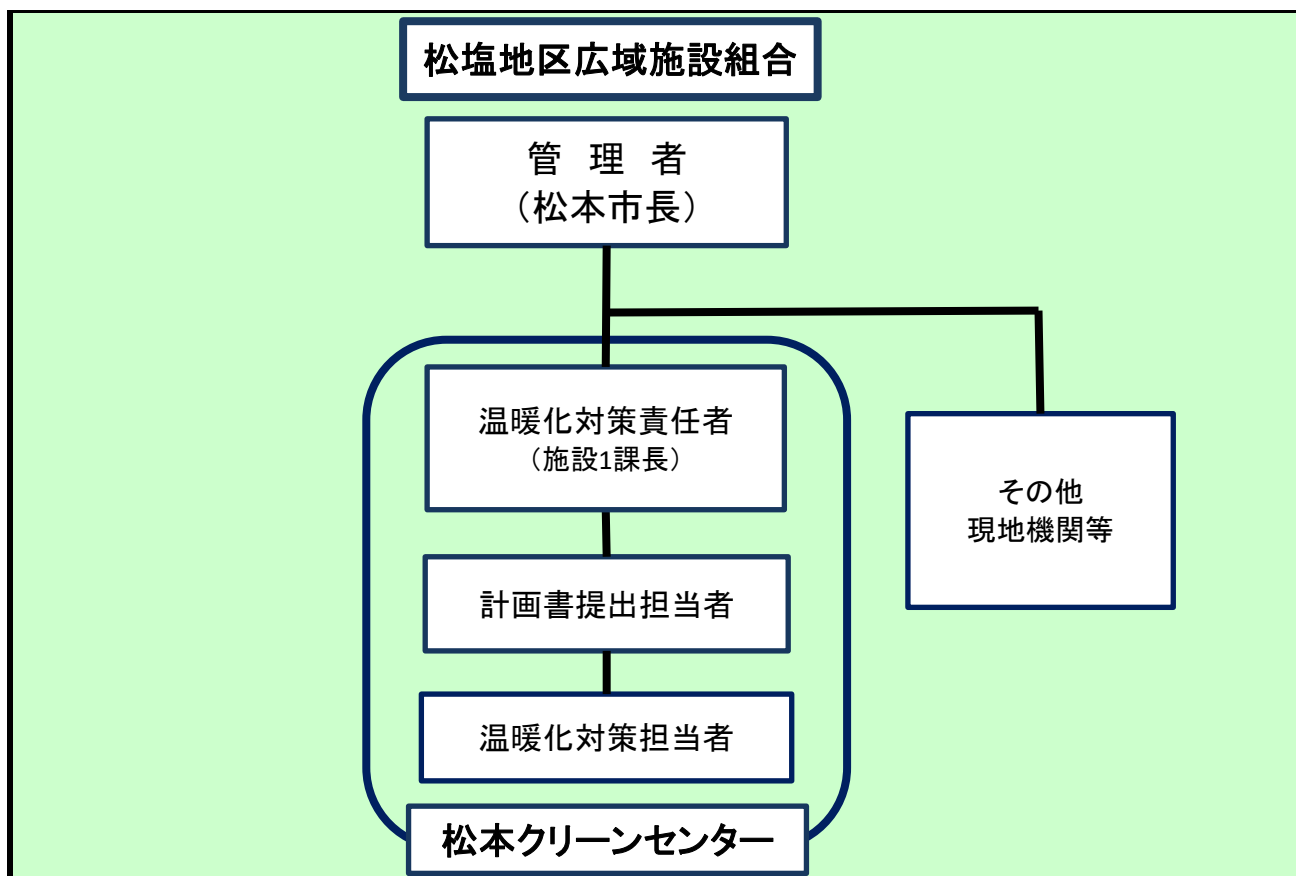 松塩地区広域施設組合
管 理 者
（松本市長）
温暖化対策責任者
（施設1課長）
その他
現地機関等
計画書提出担当者
温暖化対策担当者
松本クリーンセンター